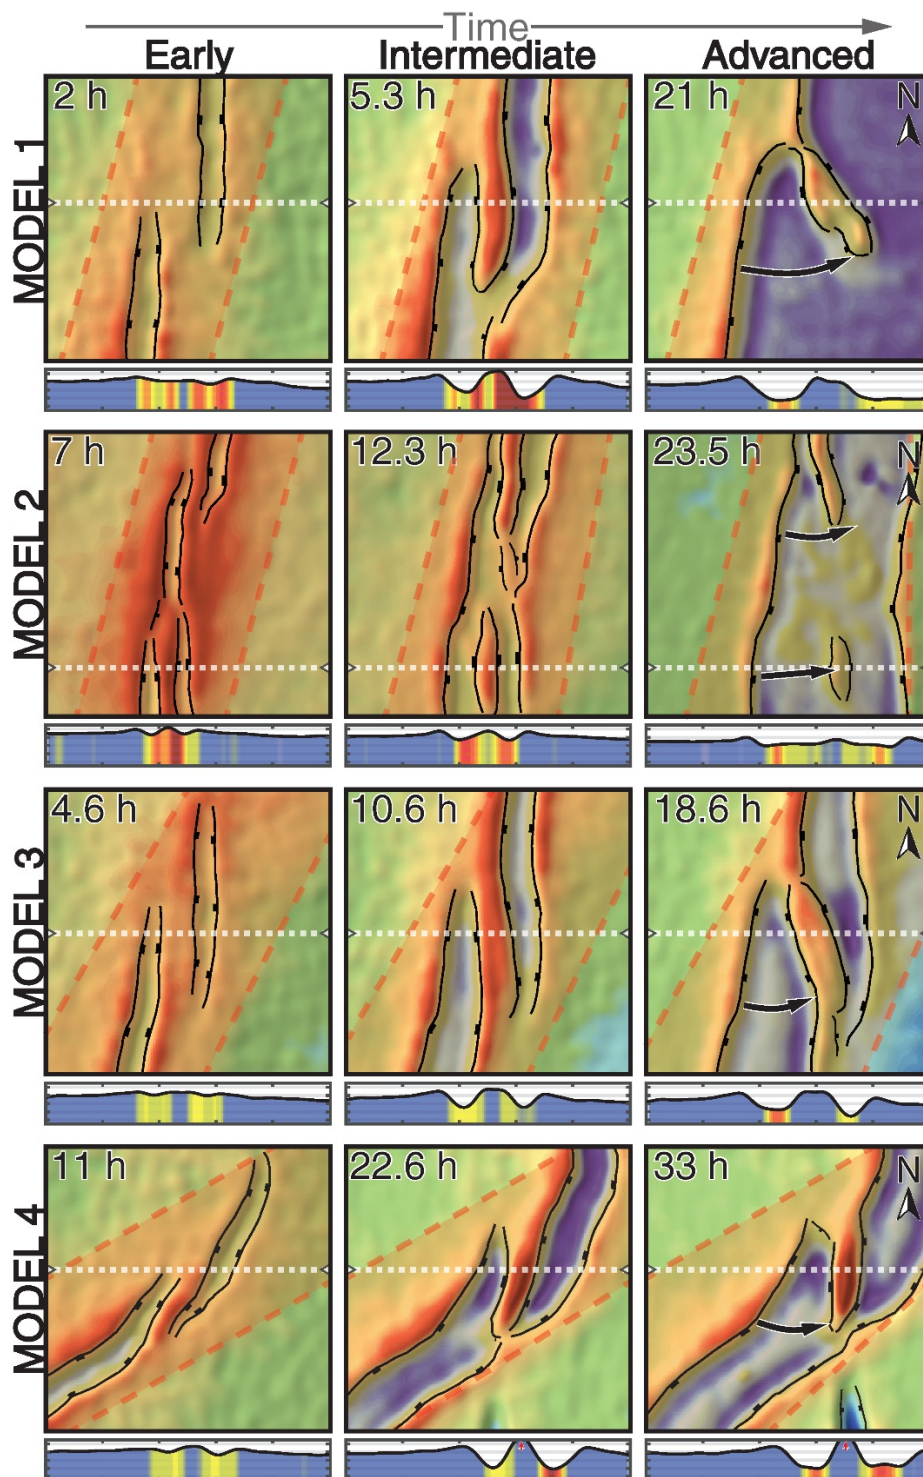 Time
Early Intermediate Advanced
MODEL 1
2 h 5.3 h 21 h N
MODEL 2
7 h 12.3 h 23.5 h N
MODEL 3
4.6 h 10.6 h 18.6 h N
MODEL 4
11 h 22.6 h 33 h N